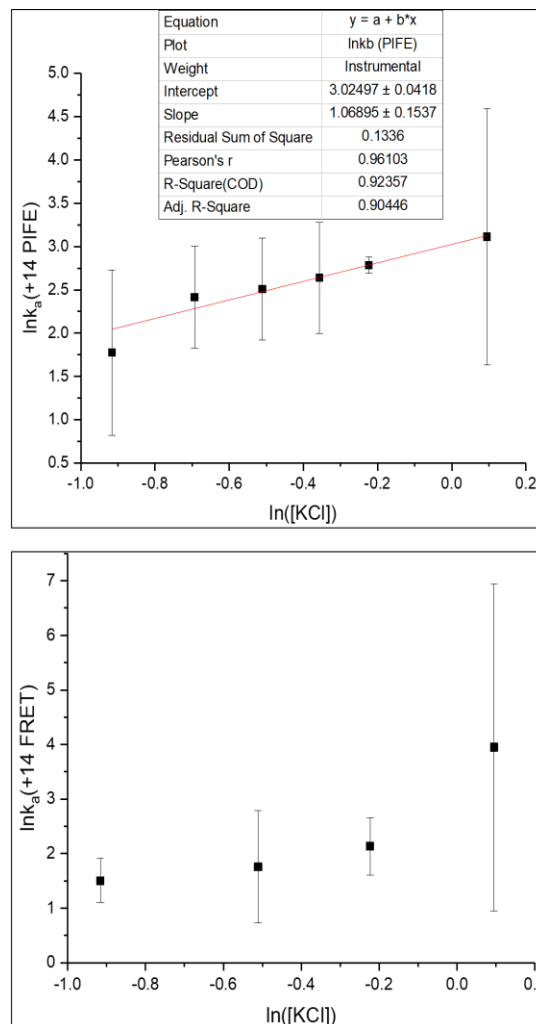 Equation y = a + b*x
Plot lnkb (PIFE)
Weight Instrumental
Intercept 3.02497 ± 0.0418
Slope 1.06895 ± 0.1537
Residual Sum of Square 0.1336
Pearson's r 0.96103
R-Square(COD) 0.92357
Adj. R-Square 0.90446
5.0
4.5
4.0
3.5
3.0
2.5
2.0
1.5
1.0
0.5
lnka(+14 PIFE)
-1.0 -0.8 -0.6 -0.4 -0.2 0.0 0.2
ln([KCl])
7
6
5
4
3
2
1
0
lnka(+14 FRET)
-1.0 -0.8 -0.6 -0.4 -0.2 0.0
ln([KCl])